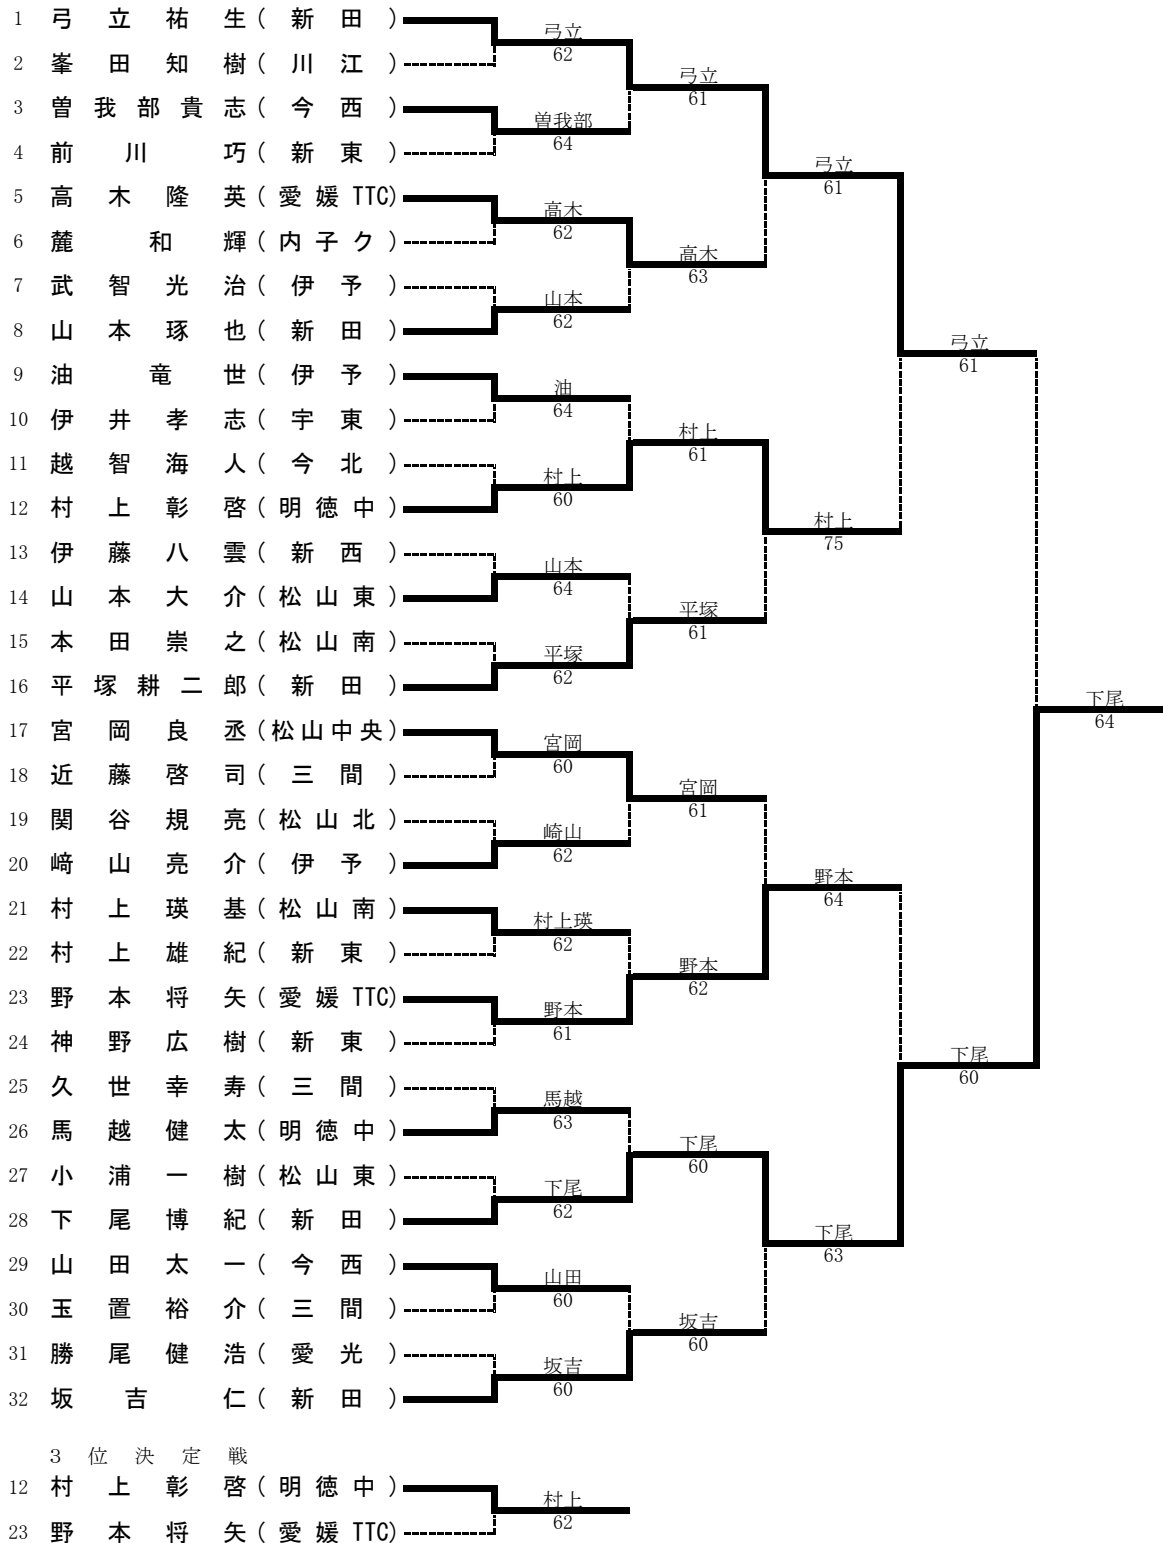 1 弓立祐生(新田)
弓立
62
2 峯田知樹(川江)
弓立
61
3 曽我部貴志(今西)
曽我部
64
4 前川巧(新東)
弓立
61
5 高木隆英(愛媛TTC)
高木
62
6 麓和輝(内子ク)
高木
63
7 武智光治(伊予)
山本
62
8 山本琢也(新田)
弓立
61
9 油竜世(伊予)
油
64
10 伊井孝志(宇東)
村上
61
11 越智海人(今北)
村上
60
12 村上彰啓(明徳中)
村上
75
13 伊藤八雲(新西)
山本
64
14 山本大介(松山東)
平塚
61
15 本田崇之(松山南)
平塚
62
16 平塚耕二郎(新田)
下尾
64
17 宮岡良丞(松山中央)
宮岡
60
18 近藤啓司(三間)
宮岡
61
19 関谷規亮(松山北)
崎山
62
20 﨑山亮介(伊予)
野本
64
21 村上瑛基(松山南)
村上瑛
62
22 村上雄紀(新東)
野本
62
23 野本将矢(愛媛TTC)
野本
61
24 神野広樹(新東)
下尾
60
25 久世幸寿(三間)
馬越
63
26 馬越健太(明徳中)
下尾
60
27 小浦一樹(松山東)
下尾
62
28 下尾博紀(新田)
下尾
63
29 山田太一(今西)
山田
60
30 玉置裕介(三間)
坂吉
60
31 勝尾健浩(愛光)
坂吉
60
32 坂吉仁(新田)
3位決定戦
12 村上彰啓(明徳中)
村上
62
23 野本将矢(愛媛TTC)